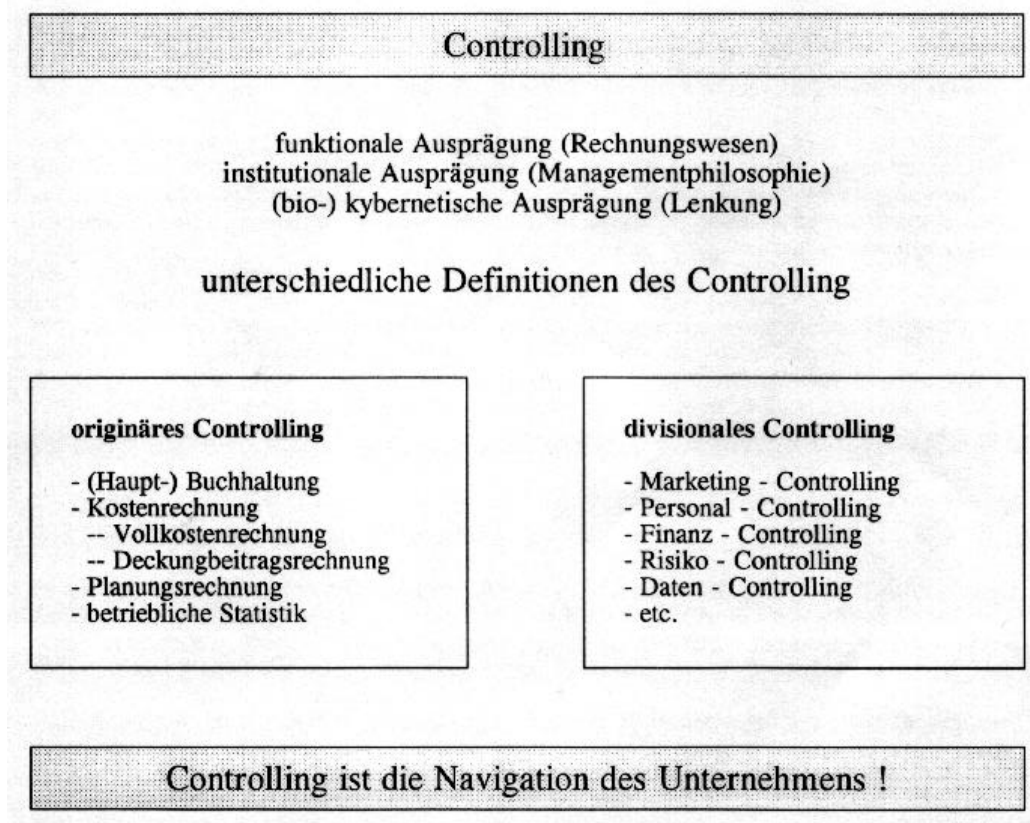 Controlling
funktionale Ausprägung (Rechnungswesen)
institutionale Ausprägung (Managementphilosophie)
(bio-) kybernetische Ausprägung (Lenkung)
unterschiedliche Definitionen des Controlling
originäres Controlling
- (Haupt-) Buchhaltung
- Kostenrechnung
-- Vollkostenrechnung
-- Deckungbeitragsrechnung
- Planungsrechnung
- betriebliche Statistik
divisionales Controlling
- Marketing - Controlling
- Personal - Controlling
- Finanz - Controlling
- Risiko - Controlling
- Daten - Controlling
- etc.
Controlling ist die Navigation des Unternehmens !